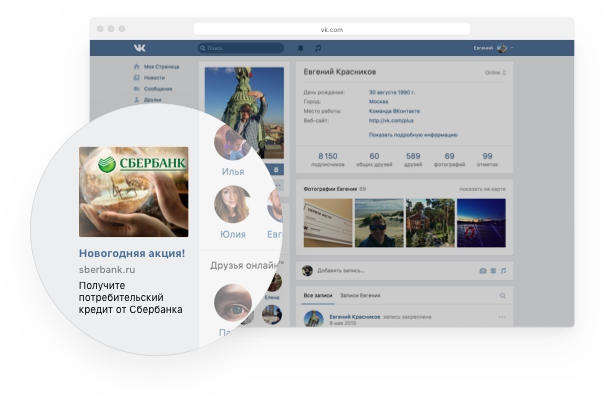 vk.com
Поиск
Евгений
Моя Страница
Новости
Сообщения
Друзья
СБЕРБАНК
Новогодняя акция!
sberbank.ru
Получите
потребительский
кредит от Сбербанка
Илья
Юлия
Евг
Друзья онлайн
Елена
Па
Евгений Красников
Online
День рождения: 30 августа 1990 г.
Город: Москва
Место работы: Команда ВКонтакте
Веб-сайт: http://vk.com/plus
Показать подробную информацию
8 150 60 589 69 99
подписчиков общих друзей друзей фотографий отметок
Фотографии Евгения 69 показать на карте
Добавить запись...
Все записи Записи Евгения
Евгений Красников запись закреплена
8 мая 2015